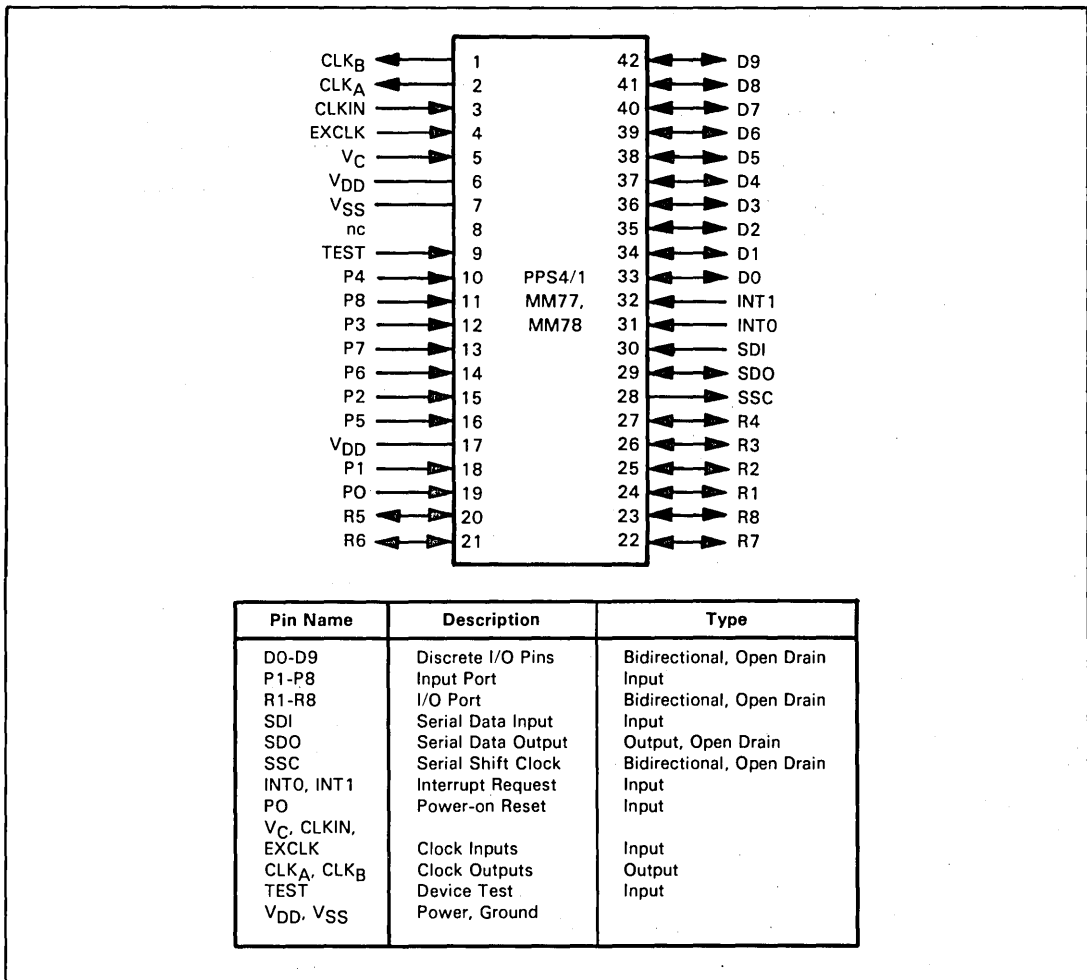 CLKB 1 42 D9
CLKA 2 41 D8
CLKIN 3 40 D7
EXCLK 4 39 D6
VC 5 38 D5
VDD 6 37 D4
VSS 7 36 D3
nc 8 35 D2
TEST 9 34 D1
P4 10 PPS4/1 33 D0
P8 11 MM77, 32 INT1
P3 12 MM78 31 INT0
P7 13 30 SDI
P6 14 29 SDO
P2 15 28 SSC
P5 16 27 R4
VDD 17 26 R3
P1 18 25 R2
PO 19 24 R1
R5 20 23 R8
R6 21 22 R7
Pin Name Description Type
D0-D9 Discrete I/O Pins Bidirectional, Open Drain
P1-P8 Input Port Input
R1-R8 I/O Port Bidirectional, Open Drain
SDI Serial Data Input Input
SDO Serial Data Output Output, Open Drain
SSC Serial Shift Clock Bidirectional, Open Drain
INT0, INT1 Interrupt Request Input
PO Power-on Reset Input
VC, CLKIN,
EXCLK Clock Inputs Input
CLKA, CLKB Clock Outputs Output
TEST Device Test Input
VDD, VSS Power, Ground